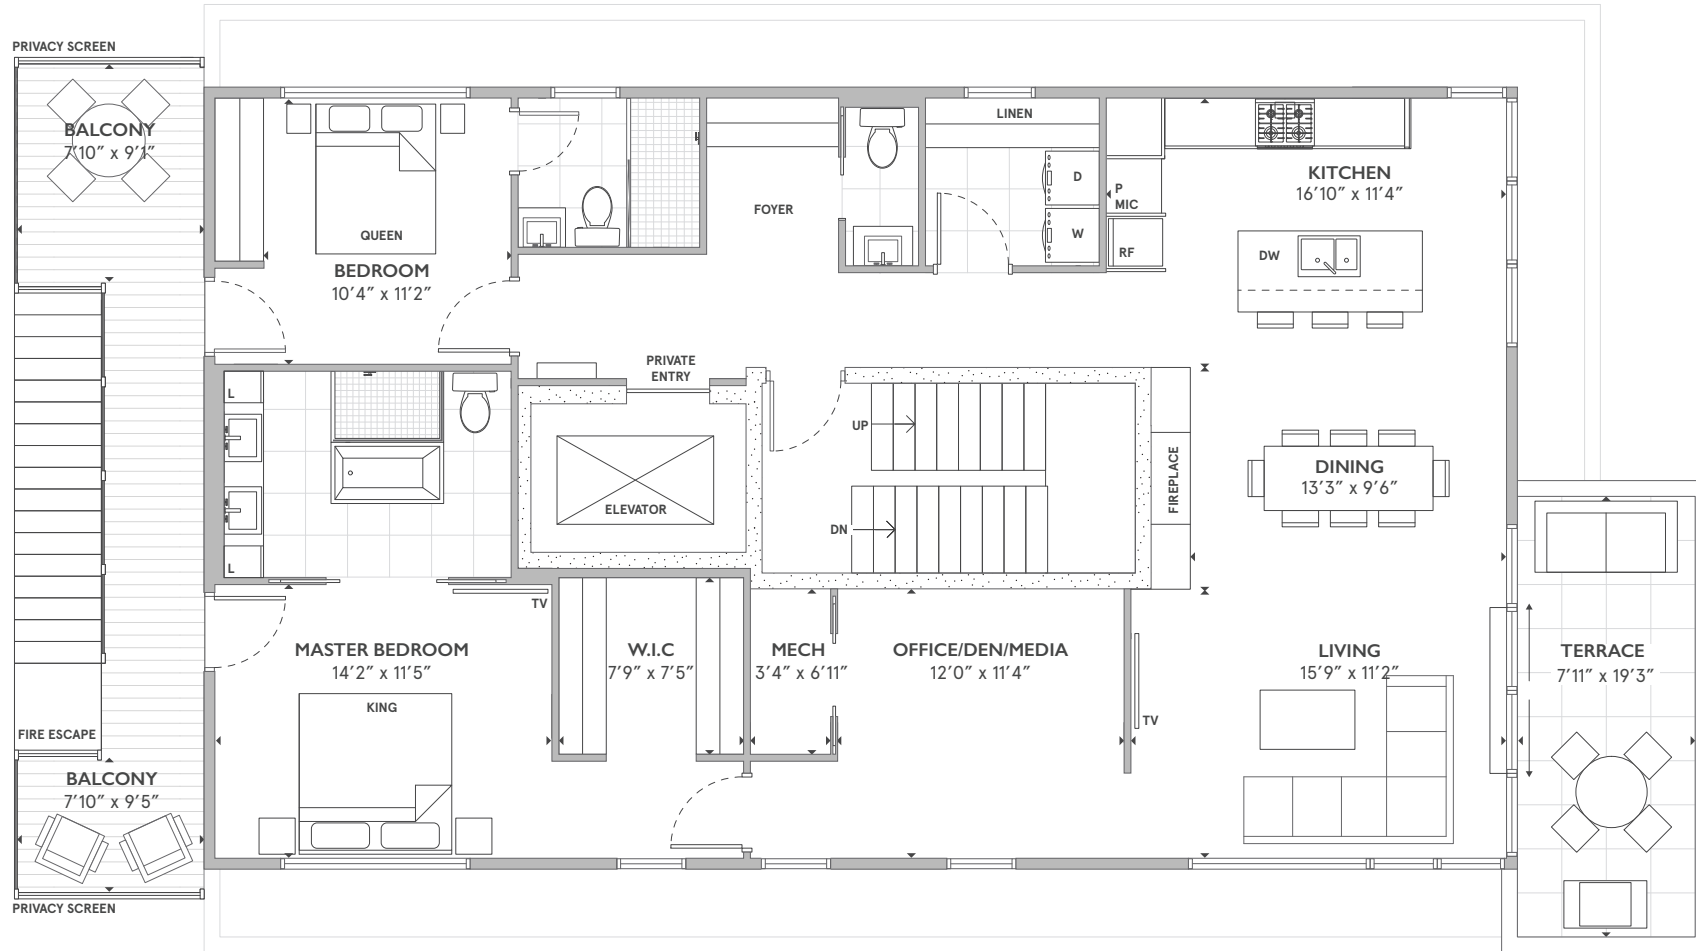 PRIVACY SCREEN
BALCONY
7'10" x 9'1"
QUEEN
BEDROOM
10'4" x 11'2"
FOYER
LINEN
D
W
P
MIC
RF
KITCHEN
16'10" x 11'4"
DW
PRIVATE
ENTRY
L
L
ELEVATOR
UP
DN
FIREPLACE
DINING
13'3" x 9'6"
TV
MASTER BEDROOM
14'2" x 11'5"
KING
W.I.C
7'9" x 7'5"
MECH
3'4" x 6'11"
OFFICE/DEN/MEDIA
12'0" x 11'4"
TV
LIVING
15'9" x 11'2"
TERRACE
7'11" x 19'3"
FIRE ESCAPE
BALCONY
7'10" x 9'5"
PRIVACY SCREEN